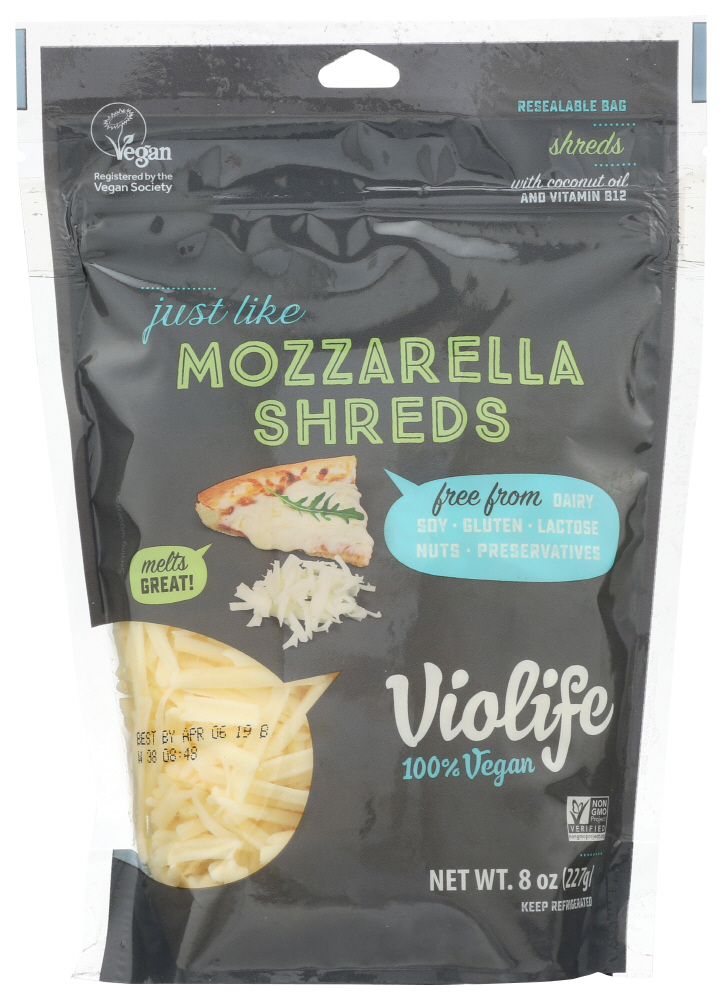 RESEALABLE BAG
shreds
with coconut oil
AND VITAMIN B12
Vegan
Registered by the
Vegan Society
just like
MOZZARELLA
SHREDS
free from DAIRY
SOY · GLUTEN · LACTOSE
NUTS · PRESERVATIVES
melts
GREAT!
BEST BY APR 06 19 B
W 38 08:48
Violife
100% Vegan
NON
GMO
Project
VERIFIED
nongmoproject.org
NET WT. 8 oz (227g)
KEEP REFRIGERATED